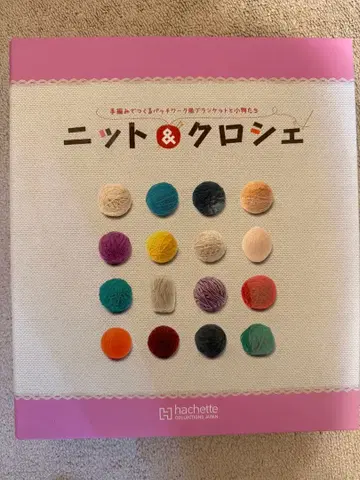 手編みでつくるパッチワーク風ブランケットと小物たち
ニット&クロシェ
hachette
COLLECTIONS JAPAN